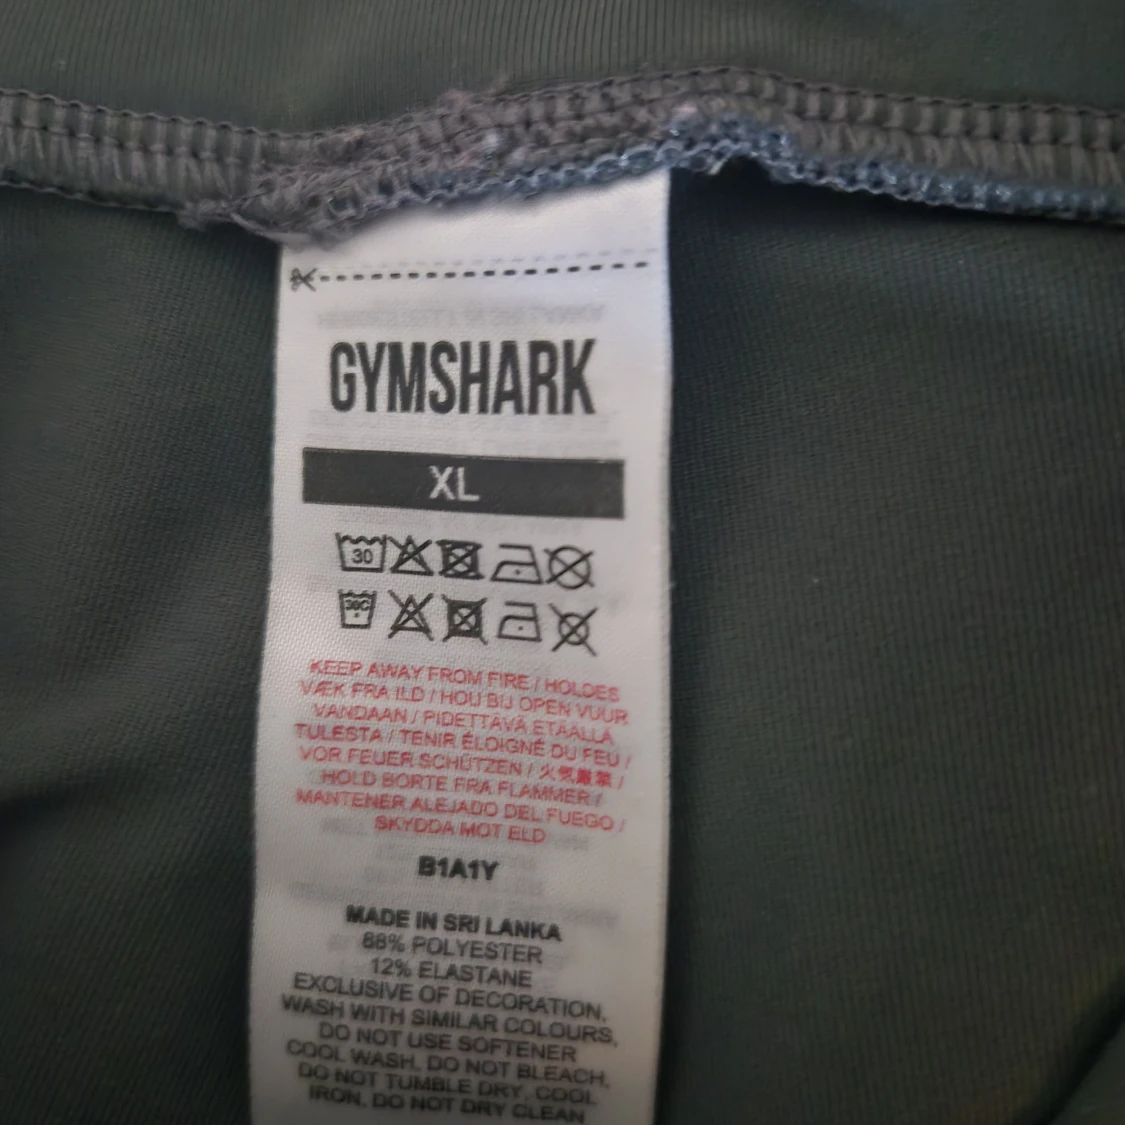 GYMSHARK
XL
30
30C
KEEP AWAY FROM FIRE / HOLDES
VÆK FRA ILD / HOU BIJ OPEN VUUR
VANDAAN / PIDETTÄVÄ ETÄÄLLÄ
TULESTA / TENIR ÉLOIGNÉ DU FEU /
VOR FEUER SCHÜTZEN / 火気厳禁 /
HOLD BORTE FRA FLAMMER /
MANTENER ALEJADO DEL FUEGO /
SKYDDA MOT ELD
B1A1Y
MADE IN SRI LANKA
88% POLYESTER
12% ELASTANE
EXCLUSIVE OF DECORATION,
WASH WITH SIMILAR COLOURS,
DO NOT USE SOFTENER
COOL WASH, DO NOT BLEACH,
DO NOT TUMBLE DRY, COOL
IRON, DO NOT DRY CLEAN